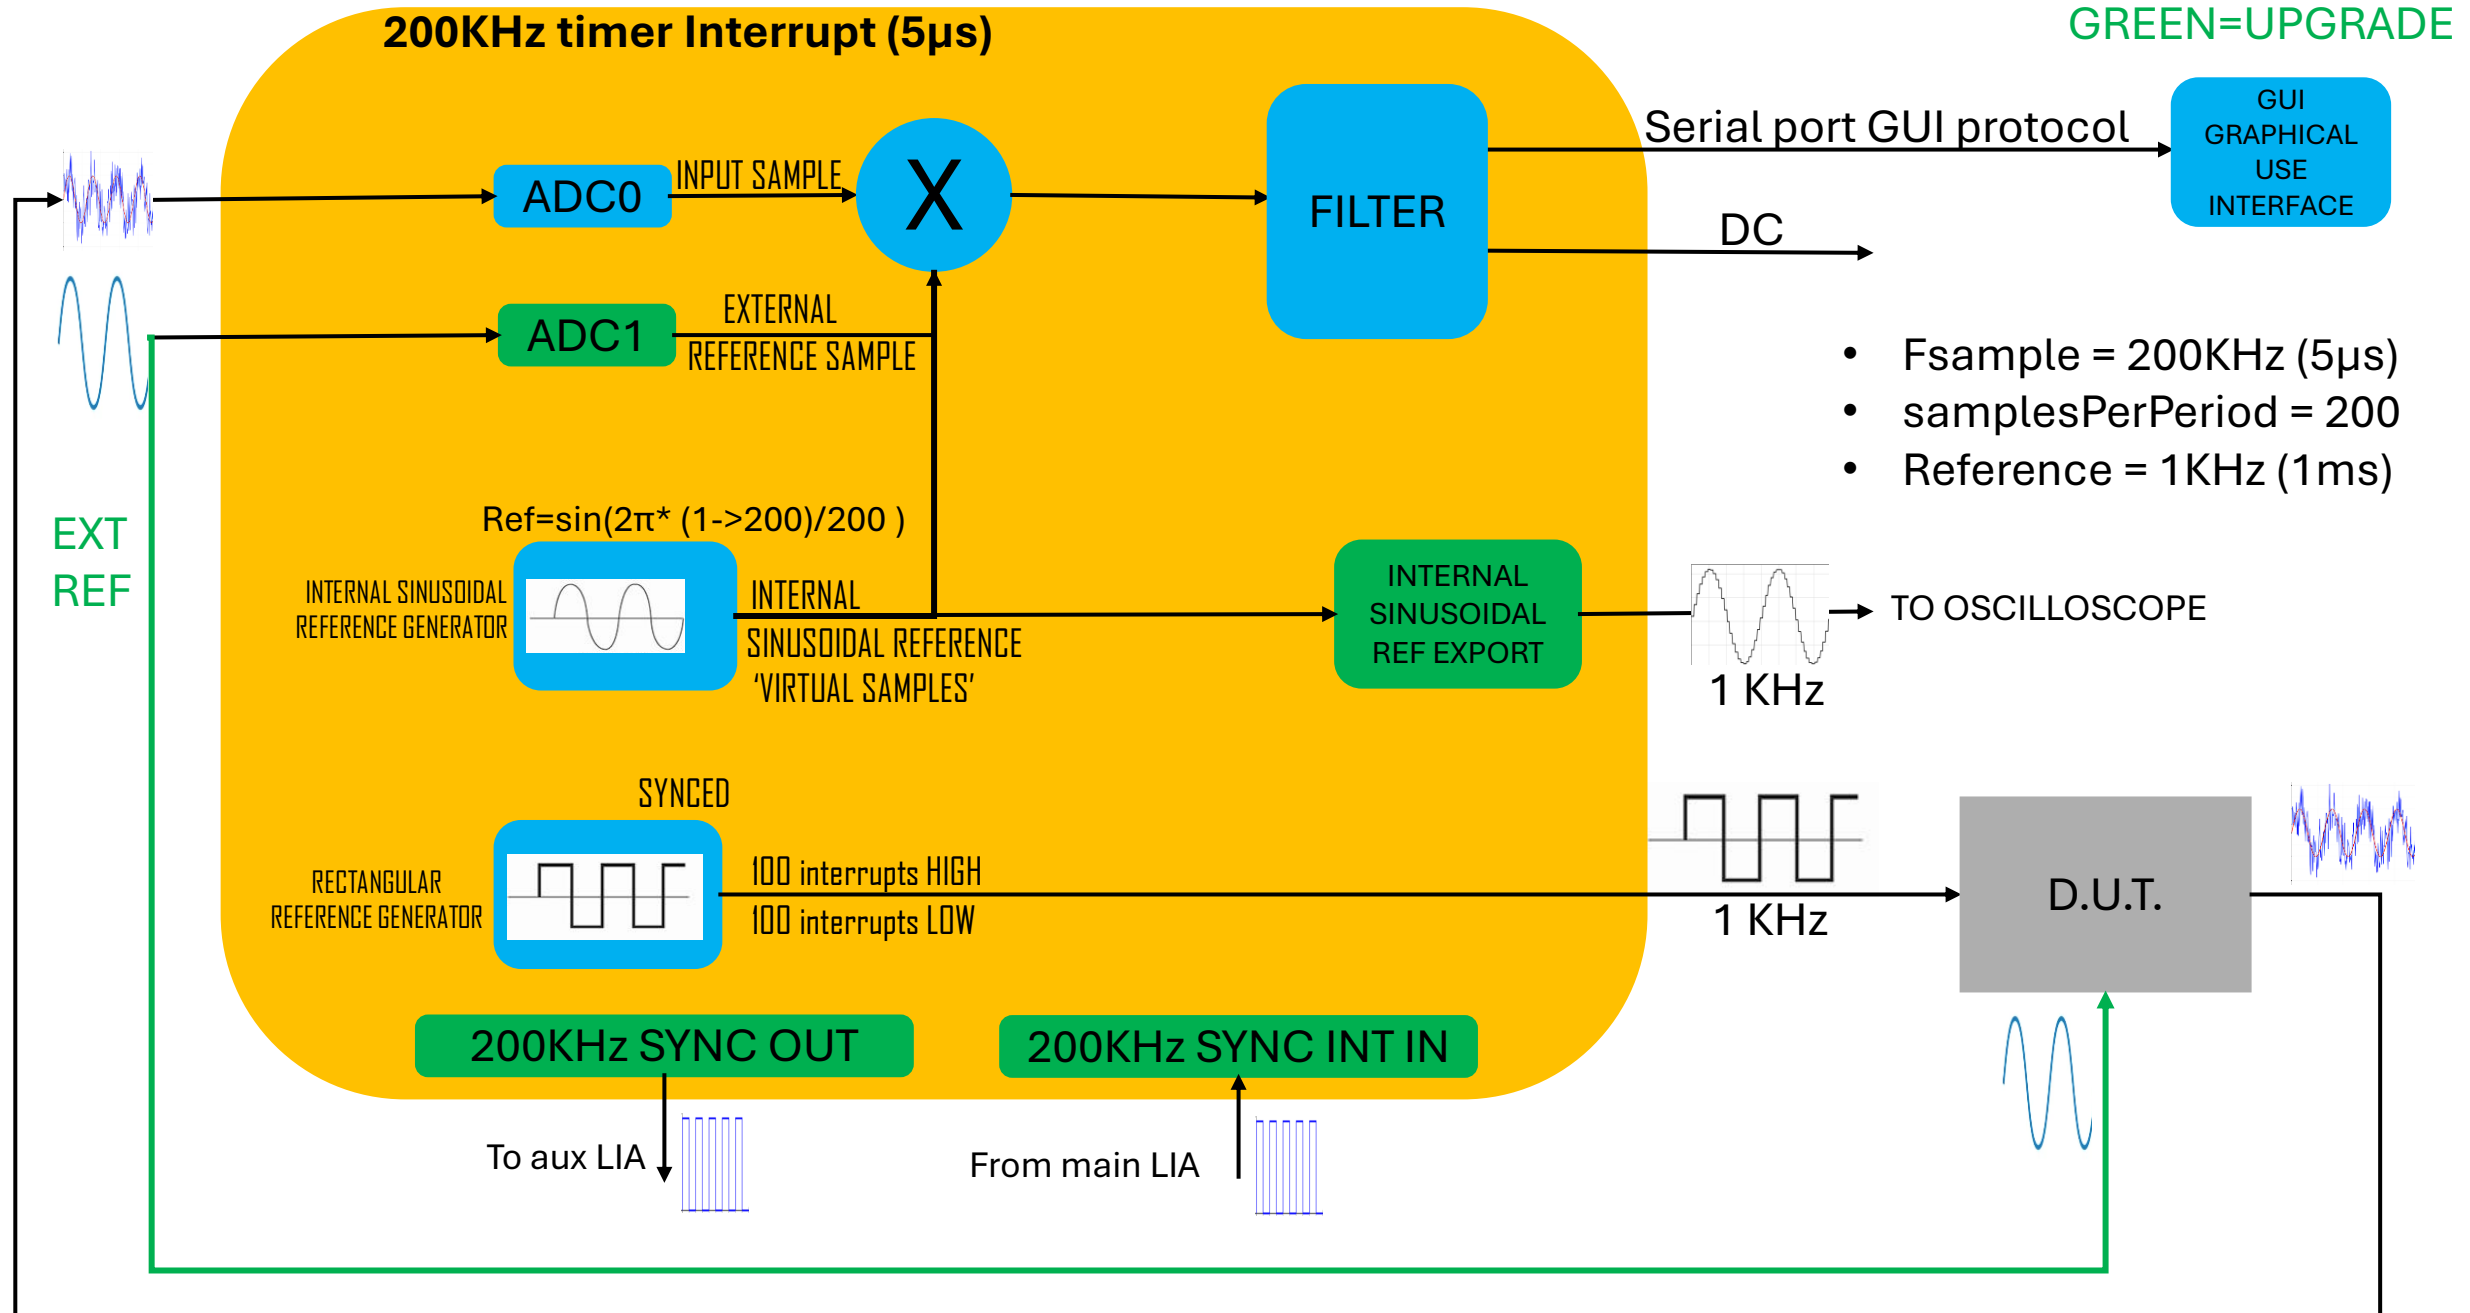 200KHz timer Interrupt (5µs)
GREEN=UPGRADE
GUI
GRAPHICAL
USE
INTERFACE
Serial port GUI protocol
ADC0
INPUT SAMPLE
X
FILTER
DC
ADC1
EXTERNAL
REFERENCE SAMPLE
• Fsample = 200KHz (5µs)
• samplesPerPeriod = 200
• Reference = 1KHz (1ms)
EXT
REF
Ref=sin(2π* (1->200)/200 )
INTERNAL SINUSOIDAL
REFERENCE GENERATOR
INTERNAL
SINUSOIDAL REFERENCE
‘VIRTUAL SAMPLES’
INTERNAL
SINUSOIDAL
REF EXPORT
TO OSCILLOSCOPE
1 KHz
SYNCED
RECTANGULAR
REFERENCE GENERATOR
100 interrupts HIGH
100 interrupts LOW
1 KHz
D.U.T.
200KHz SYNC OUT
200KHz SYNC INT IN
To aux LIA
From main LIA